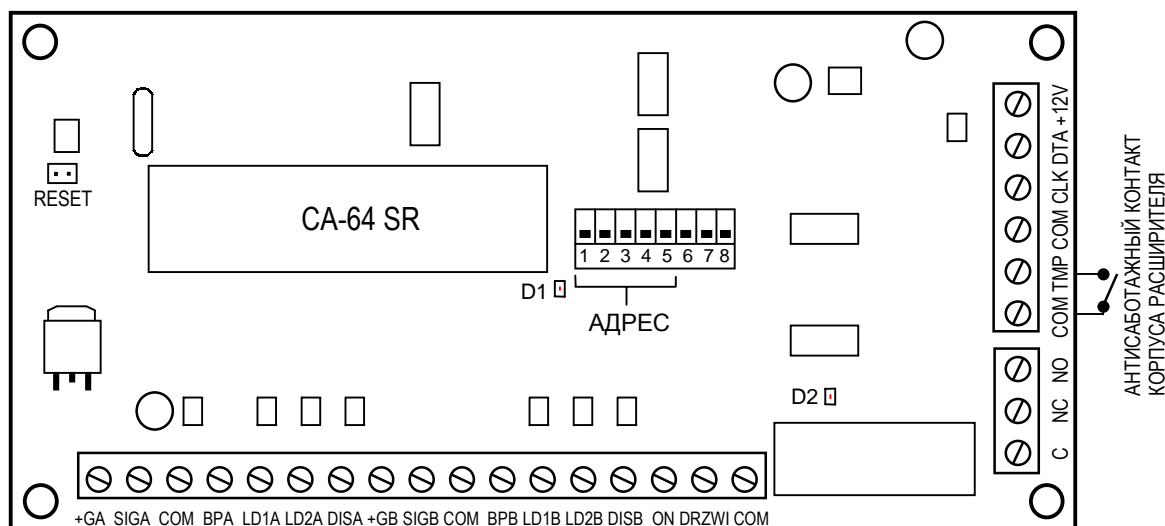 RESET
CA-64 SR
1 2 3 4 5 6 7 8
D1
АДРЕС
D2
+GA SIGA COM BPA LD1A LD2A DISA +GB SIGB COM BPB LD1B LD2B DISB ON DRZWI COM
COM TMP COM CLK DTA +12V
C NC NO
АНТИСАБОТАЖНЫЙ КОНТАКТ
КОРПУСА РАСШИРИТЕЛЯ